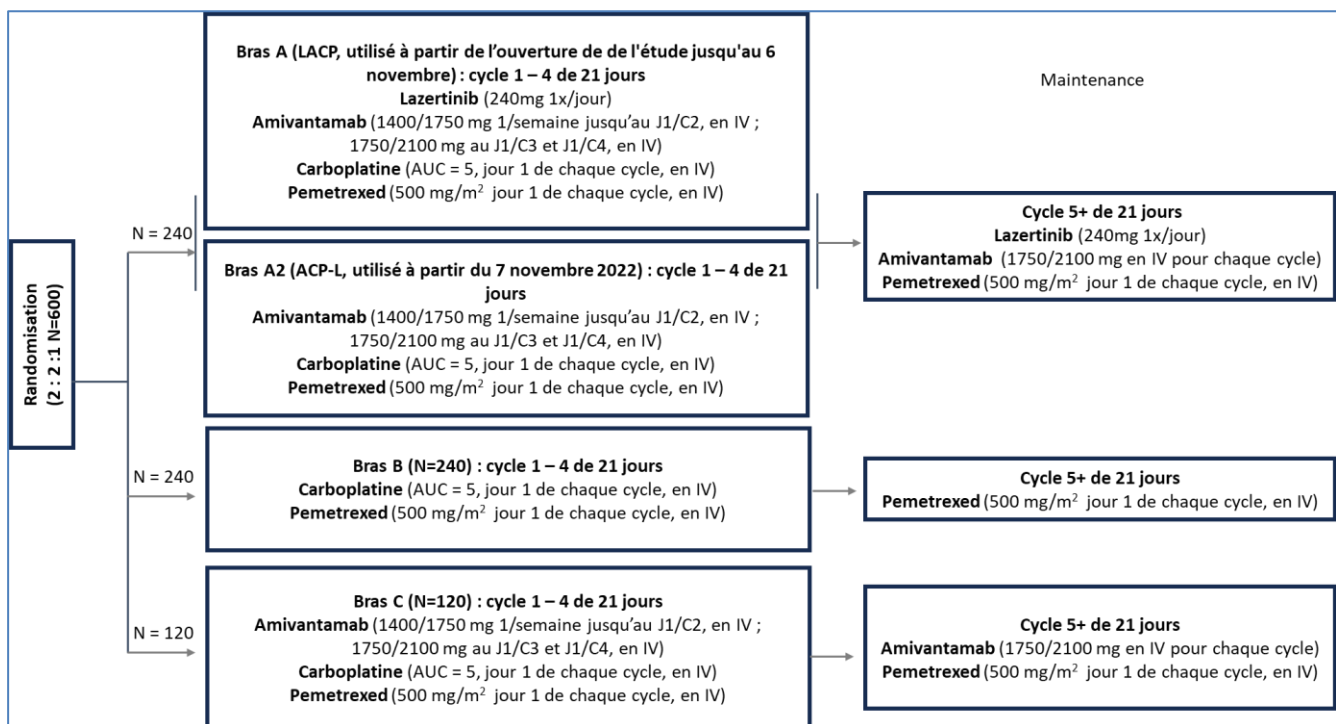 Bras A (LACP, utilisé à partir de l’ouverture de de l'étude jusqu'au 6
novembre) : cycle 1 – 4 de 21 jours
Lazertinib (240mg 1x/jour)
Amivantamab (1400/1750 mg 1/semaine jusqu’au J1/C2, en IV ;
1750/2100 mg au J1/C3 et J1/C4, en IV)
Carboplatine (AUC = 5, jour 1 de chaque cycle, en IV)
Pemetrexed (500 mg/m² jour 1 de chaque cycle, en IV)
Maintenance
Randomisation
(2 : 2 :1 N=600)
N = 240
Bras A2 (ACP-L, utilisé à partir du 7 novembre 2022) : cycle 1 – 4 de 21
jours
Amivantamab (1400/1750 mg 1/semaine jusqu’au J1/C2, en IV ;
1750/2100 mg au J1/C3 et J1/C4, en IV)
Carboplatine (AUC = 5, jour 1 de chaque cycle, en IV)
Pemetrexed (500 mg/m² jour 1 de chaque cycle, en IV)
Cycle 5+ de 21 jours
Lazertinib (240mg 1x/jour)
Amivantamab (1750/2100 mg en IV pour chaque cycle)
Pemetrexed (500 mg/m² jour 1 de chaque cycle, en IV)
N = 240
Bras B (N=240) : cycle 1 – 4 de 21 jours
Carboplatine (AUC = 5, jour 1 de chaque cycle, en IV)
Pemetrexed (500 mg/m² jour 1 de chaque cycle, en IV)
Cycle 5+ de 21 jours
Pemetrexed (500 mg/m² jour 1 de chaque cycle, en IV)
N = 120
Bras C (N=120) : cycle 1 – 4 de 21 jours
Amivantamab (1400/1750 mg 1/semaine jusqu’au J1/C2, en IV ;
1750/2100 mg au J1/C3 et J1/C4, en IV)
Carboplatine (AUC = 5, jour 1 de chaque cycle, en IV)
Pemetrexed (500 mg/m² jour 1 de chaque cycle, en IV)
Cycle 5+ de 21 jours
Amivantamab (1750/2100 mg en IV pour chaque cycle)
Pemetrexed (500 mg/m² jour 1 de chaque cycle, en IV)